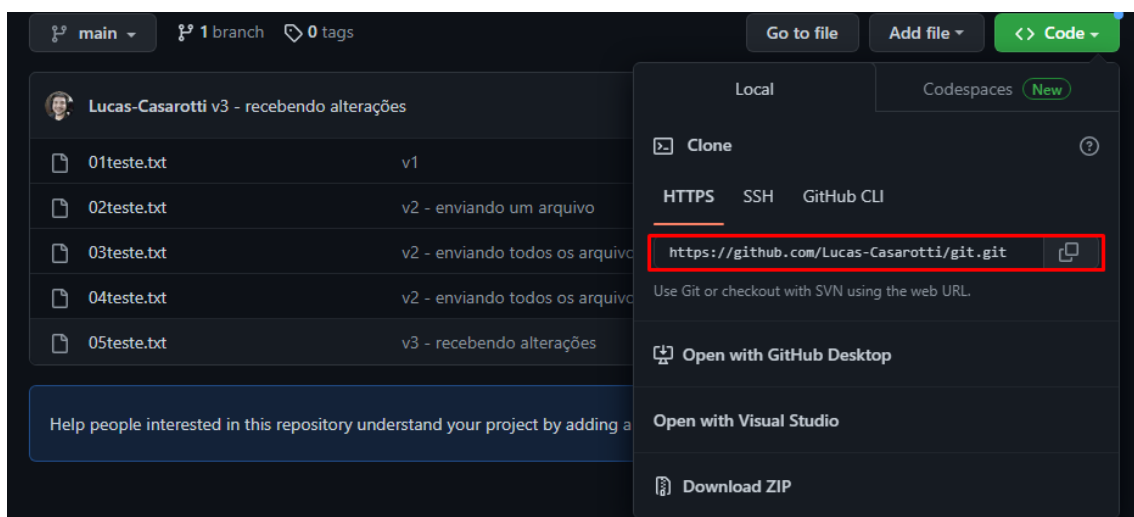 main 1 branch 0 tags Go to file Add file <> Code
Lucas-Casarotti v3 - recebendo alterações
01teste.txt v1
02teste.txt v2 - enviando um arquivo
03teste.txt v2 - enviando todos os arquivo
04teste.txt v2 - enviando todos os arquivo
05teste.txt v3 - recebendo alterações
Help people interested in this repository understand your project by adding a
Local Codespaces New
Clone
HTTPS SSH GitHub CLI
https://github.com/Lucas-Casarotti/git.git
Use Git or checkout with SVN using the web URL.
Open with GitHub Desktop
Open with Visual Studio
Download ZIP